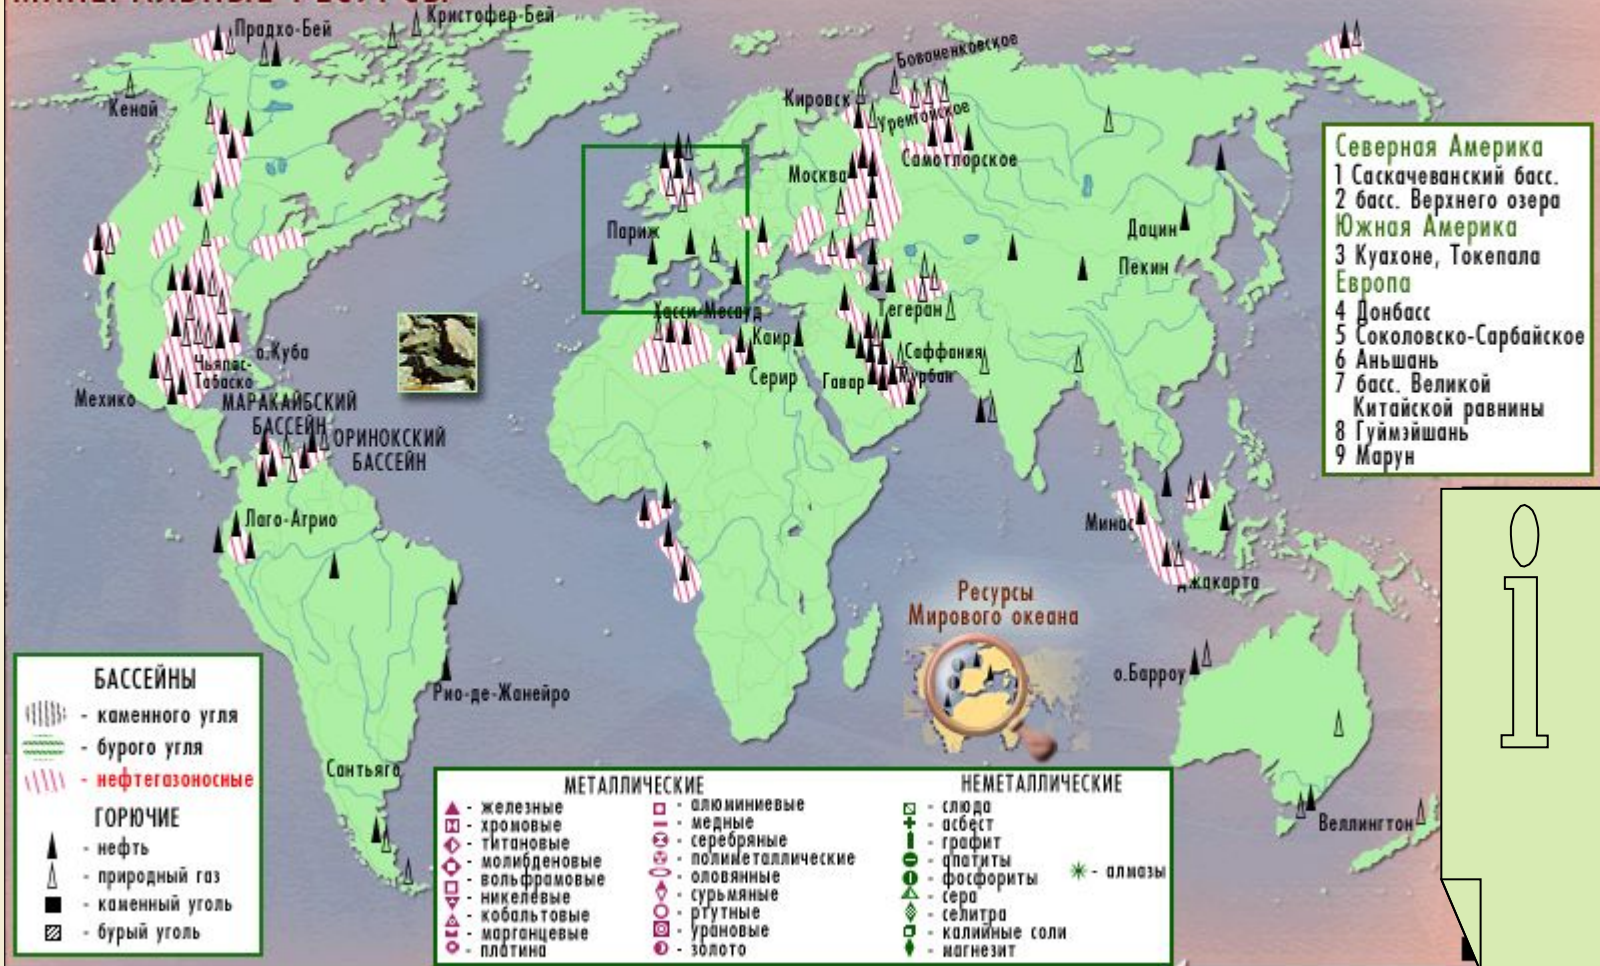 МИНЕРАЛЬНЫЕ РЕСУРСЫ
Кристофер-Бей
Прадхо-Бей
Кенай
Бованенковское
Кировск
Уренгойское
Самотлорское
Москва
Париж
Дацин
Пекин
Хасси-Месауд
Каир
Тегеран
Саффания
Серир
Гавар
Мурбан
о.Куба
Чьяпас-
Табаско
Мехико
МАРАКАЙБСКИЙ
БАССЕЙН
ОРИНОКСКИЙ
БАССЕЙН
Лаго-Агрио
Минас
Джакарта
Ресурсы
Мирового океана
о.Барроу
Рио-де-Жанейро
Сантьяго
Веллингтон
Северная Америка
1 Саскачеванский басс.
2 басс. Верхнего озера
Южная Америка
3 Куахоне, Токепала
Европа
4 Донбасс
5 Соколовско-Сарбайское
6 Аньшань
7 басс. Великой
Китайской равнины
8 Гуймэйшань
9 Марун
i
БАССЕЙНЫ
- каменного угля
- бурого угля
- нефтегазоносные
ГОРЮЧИЕ
- нефть
- природный газ
- каменный уголь
- бурый уголь
МЕТАЛЛИЧЕСКИЕ
- железные
- хромовые
- титановые
- молибденовые
- вольфрамовые
- никелевые
- кобальтовые
- марганцевые
- платина
- алюминиевые
- медные
- серебряные
- полиметаллические
- оловянные
- сурьмяные
- ртутные
- урановые
- золото
НЕМЕТАЛЛИЧЕСКИЕ
- слюда
- асбест
- графит
- апатиты
- фосфориты
- сера
- селитра
- калийные соли
- магнезит
- алмазы